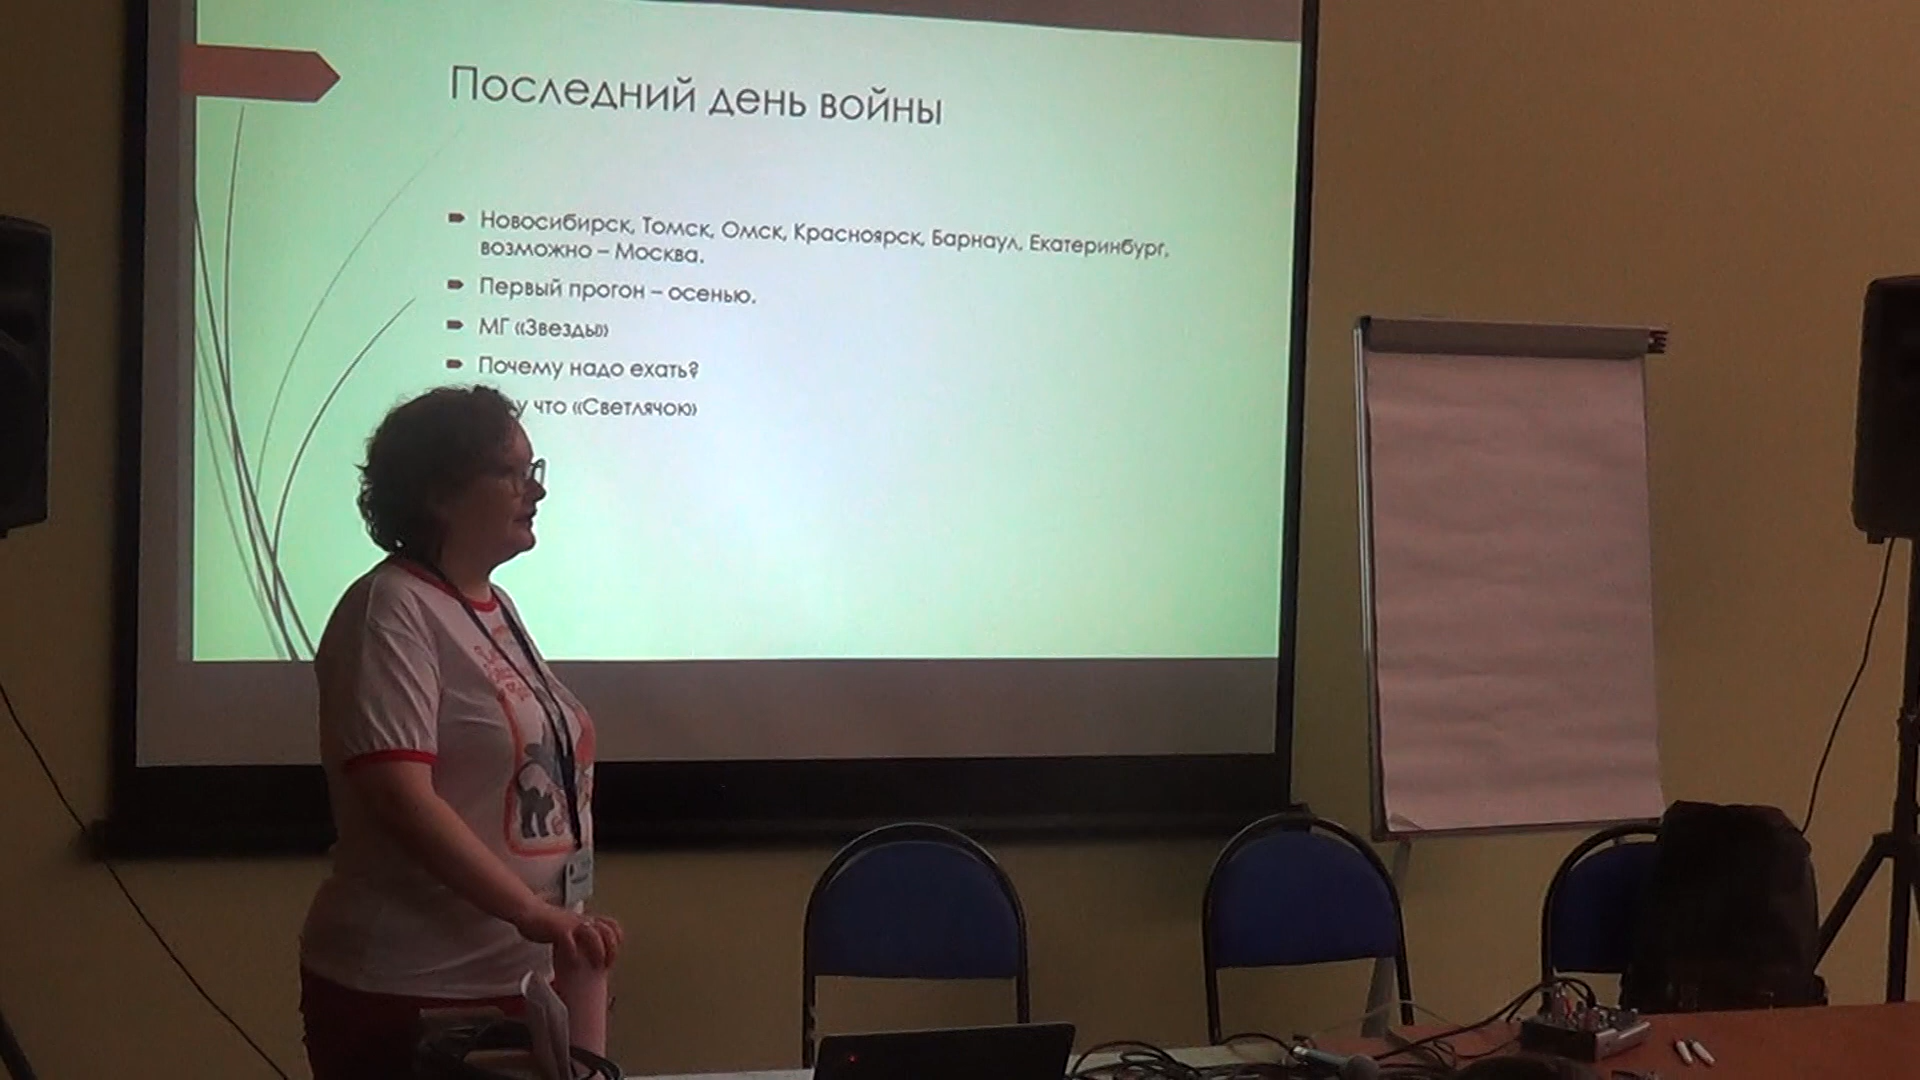 Последний день войны
Новосибирск, Томск, Омск, Красноярск, Барнаул, Екатеринбург,
возможно – Москва.
Первый прогон – осенью.
МГ «Звезды»
Почему надо ехать?
что «Светлячок»